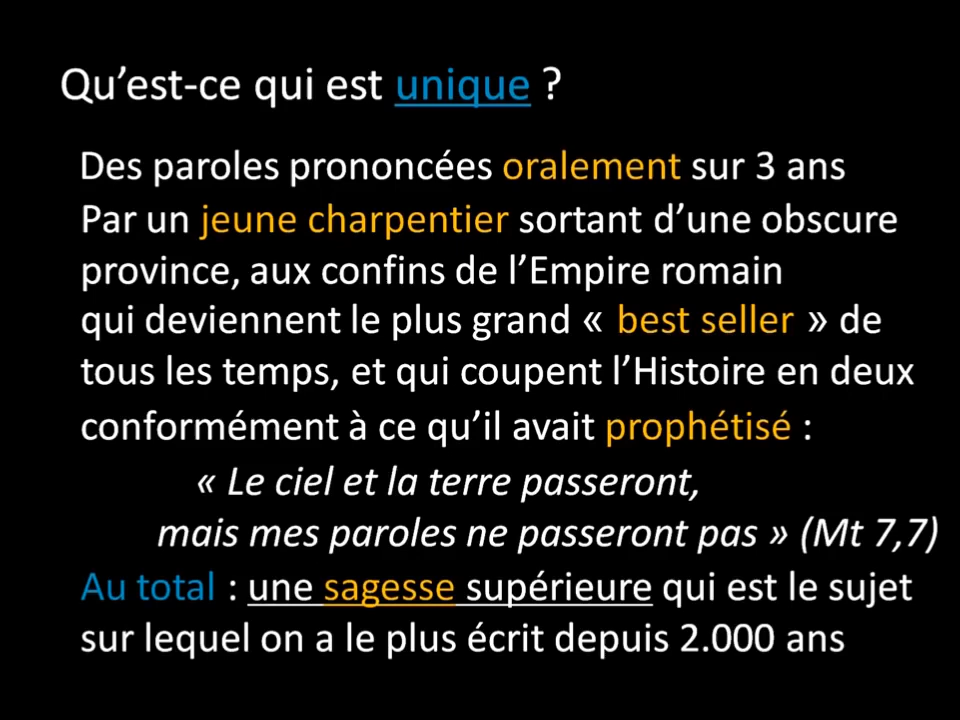 Qu’est-ce qui est unique ?
Des paroles prononcées oralement sur 3 ans
Par un jeune charpentier sortant d’une obscure
province, aux confins de l’Empire romain
qui deviennent le plus grand « best seller » de
tous les temps, et qui coupent l’Histoire en deux
conformément à ce qu’il avait prophétisé :
« Le ciel et la terre passeront,
mais mes paroles ne passeront pas » (Mt 7,7)
Au total : une sagesse supérieure qui est le sujet
sur lequel on a le plus écrit depuis 2.000 ans